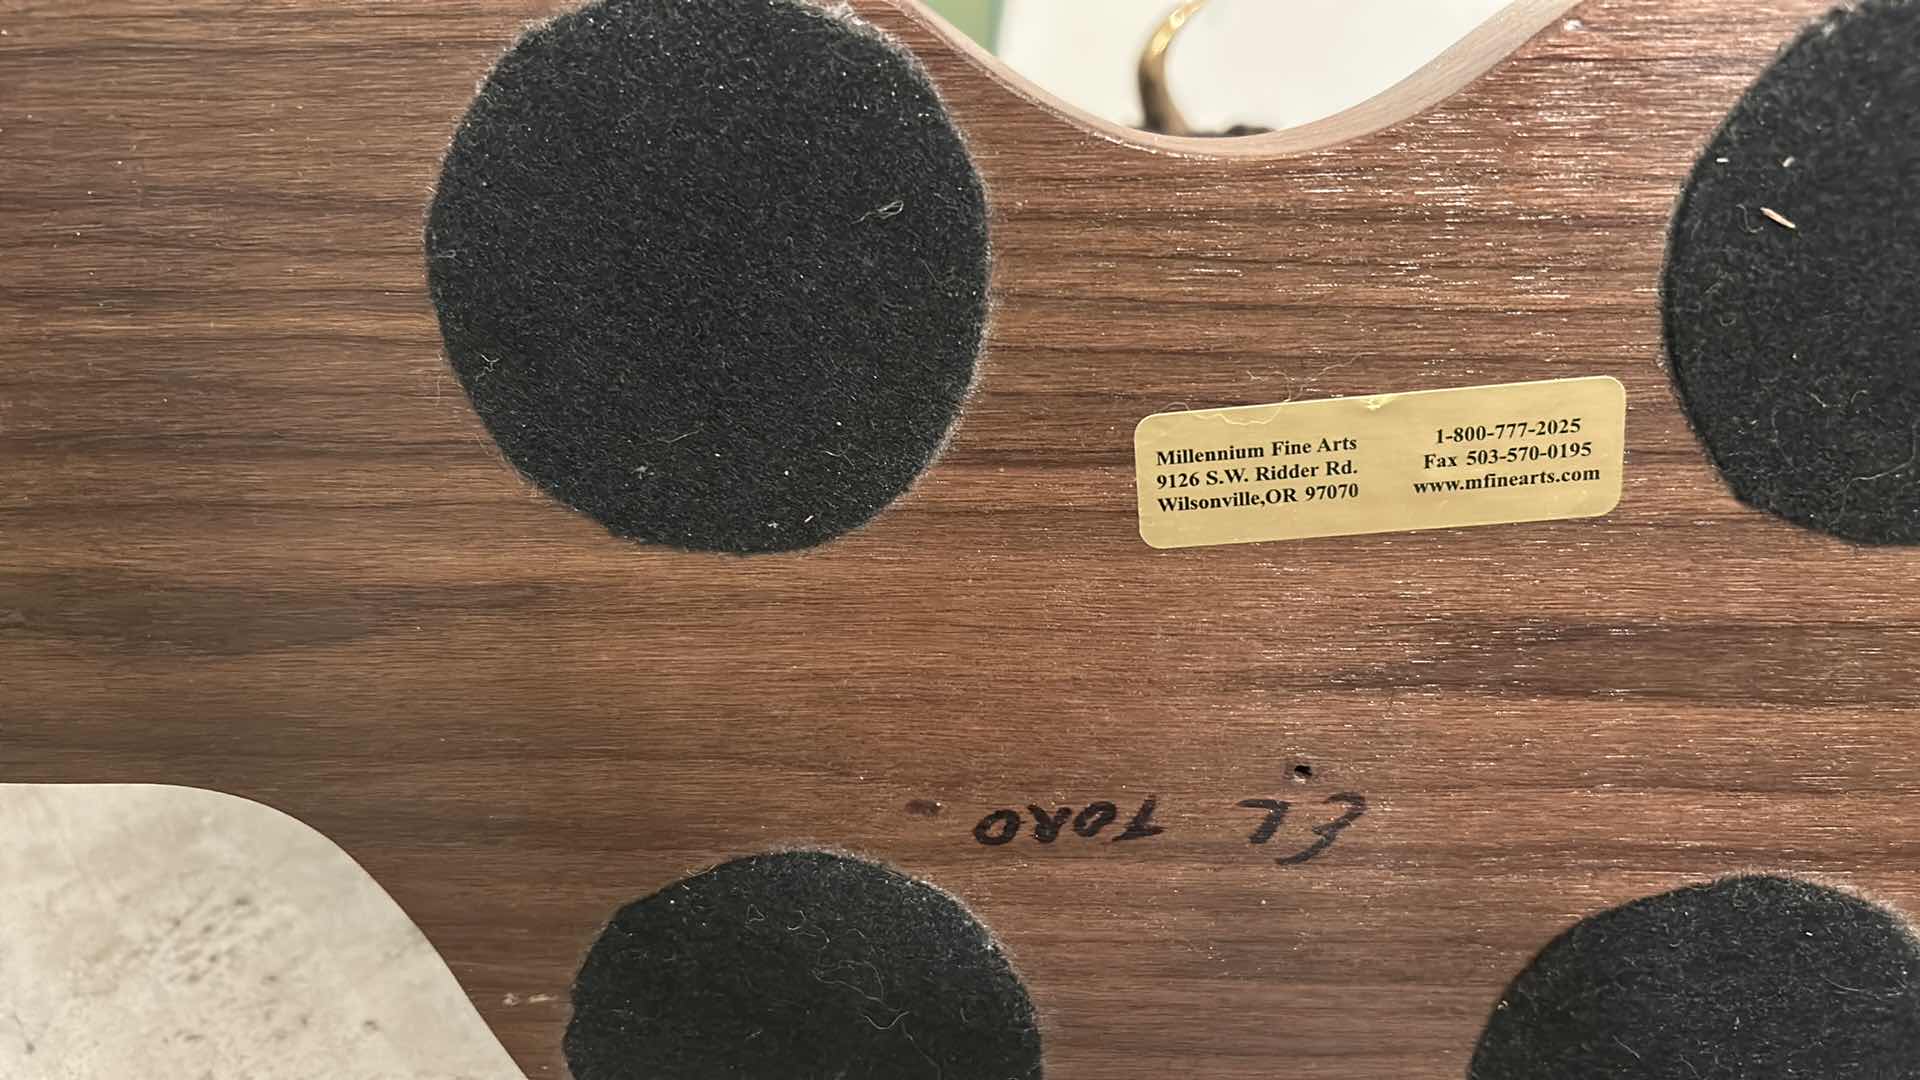 Millennium Fine Arts
9126 S.W. Ridder Rd.
Wilsonville,OR 97070
1-800-777-2025
Fax 503-570-0195
www.mfinearts.com
EL TORO